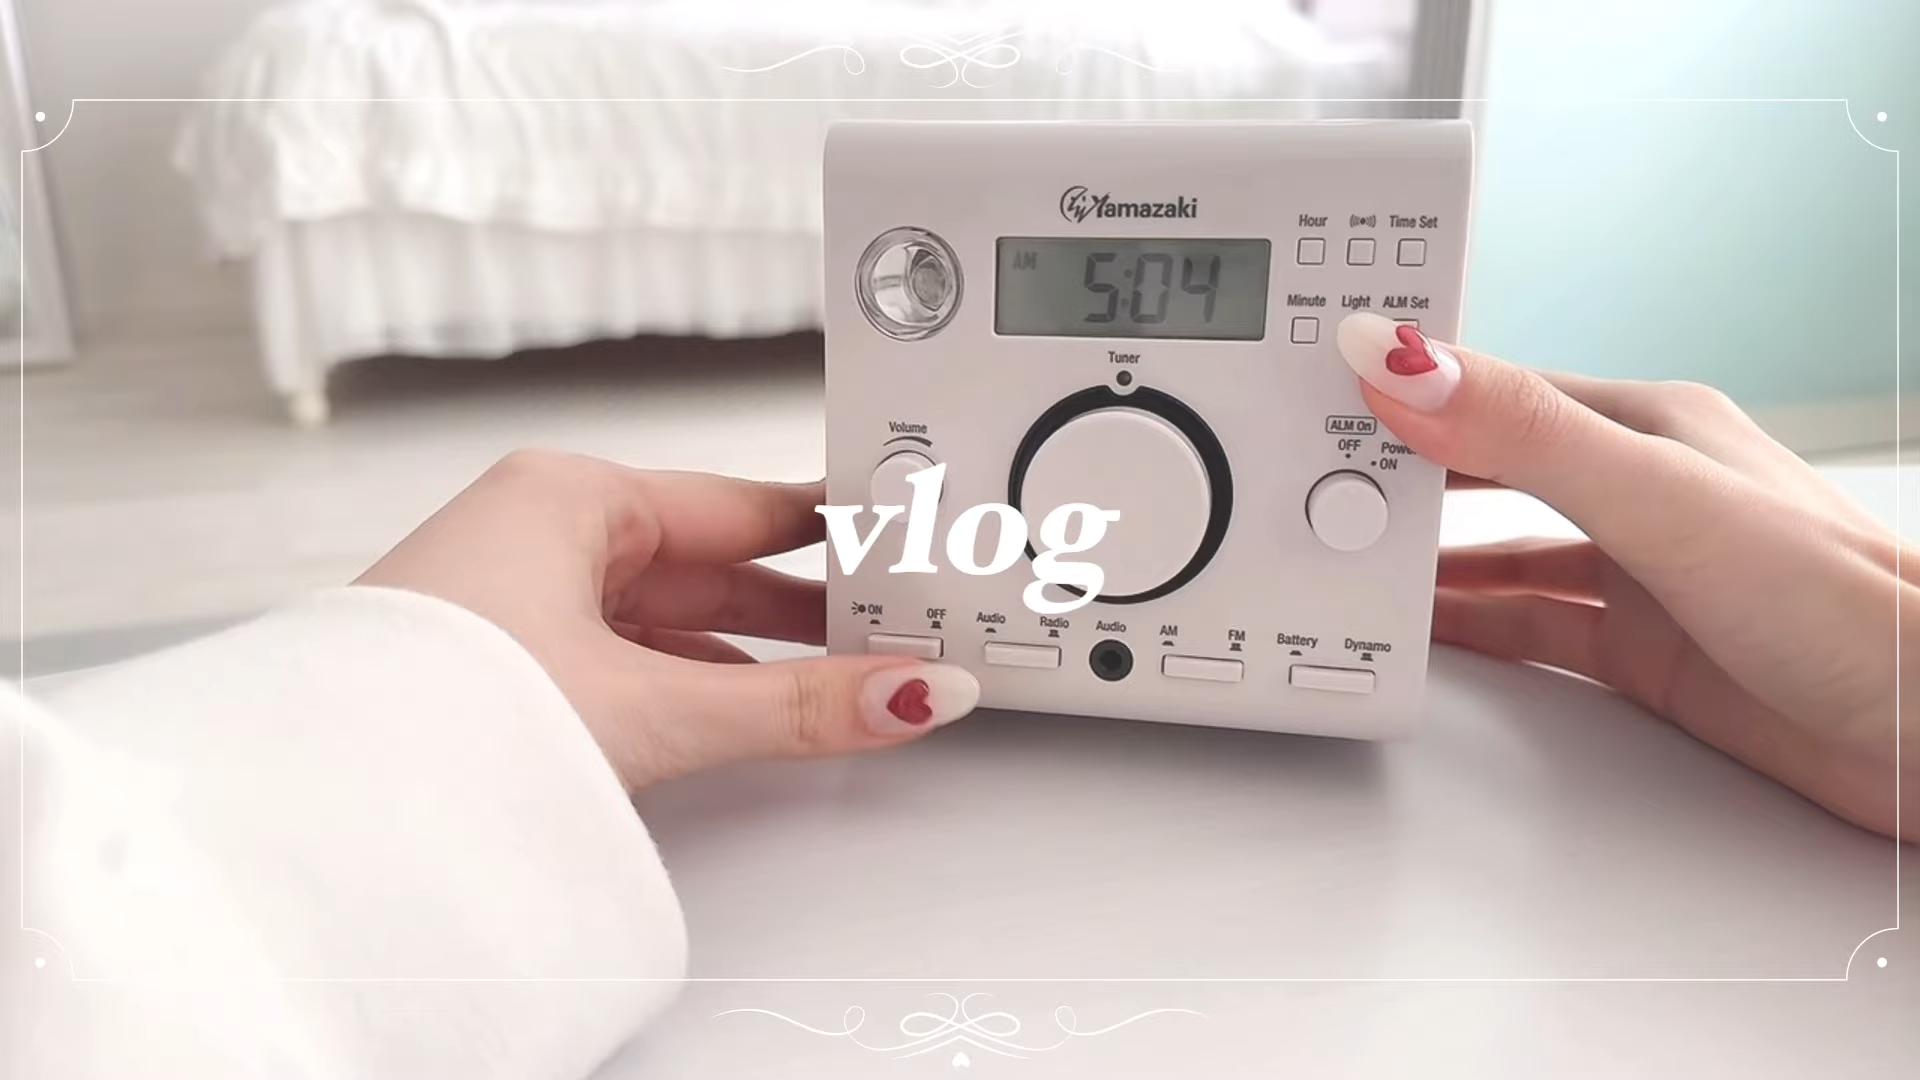 Yamazaki
Hour
Time Set
AM
5:04
Minute
Light
ALM Set
Tuner
Volume
ALM On
OFF
ON
vlog
ON
OFF
Audio
Radio
Audio
AM
FM
Battery
Dynamo